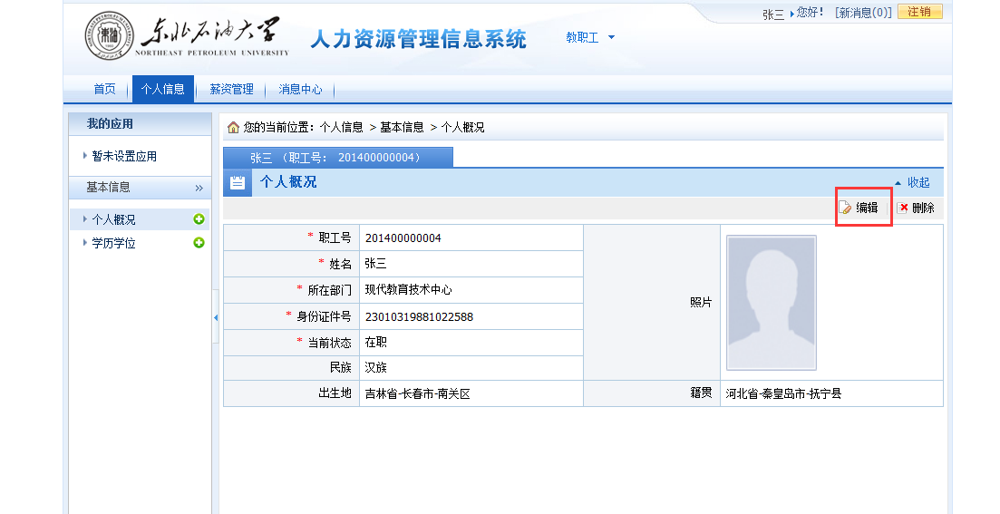 张三 ▸您好! [新消息(0)] 注销
东北石油大学
NORTHEAST PETROLEUM UNIVERSITY
人力资源管理信息系统
教职工
首页 个人信息 薪资管理 消息中心
我的应用
暂未设置应用
基本信息 »
个人概况
学历学位
您的当前位置：个人信息 > 基本信息 > 个人概况
张三 （职工号： 201400000004）
个人概况
收起
编辑 删除
* 职工号 201400000004
* 姓名 张三
* 所在部门 现代教育技术中心
* 身份证件号 23010319881022588
* 当前状态 在职
民族 汉族
照片
出生地 吉林省-长春市-南关区 籍贯 河北省-秦皇岛市-抚宁县